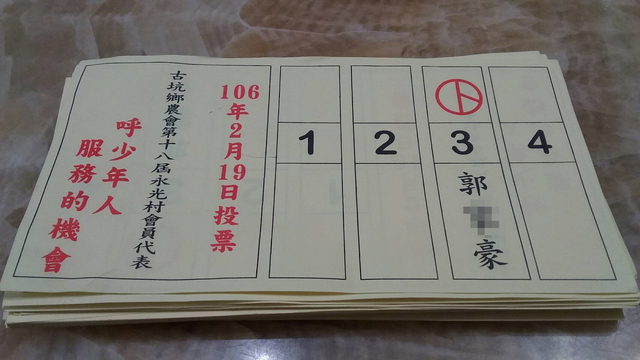 106年2月19日投票
古坑鄉農會第十八屆永光村會員代表
呼少年人
服務的機會
1
2
3
4
郭
豪